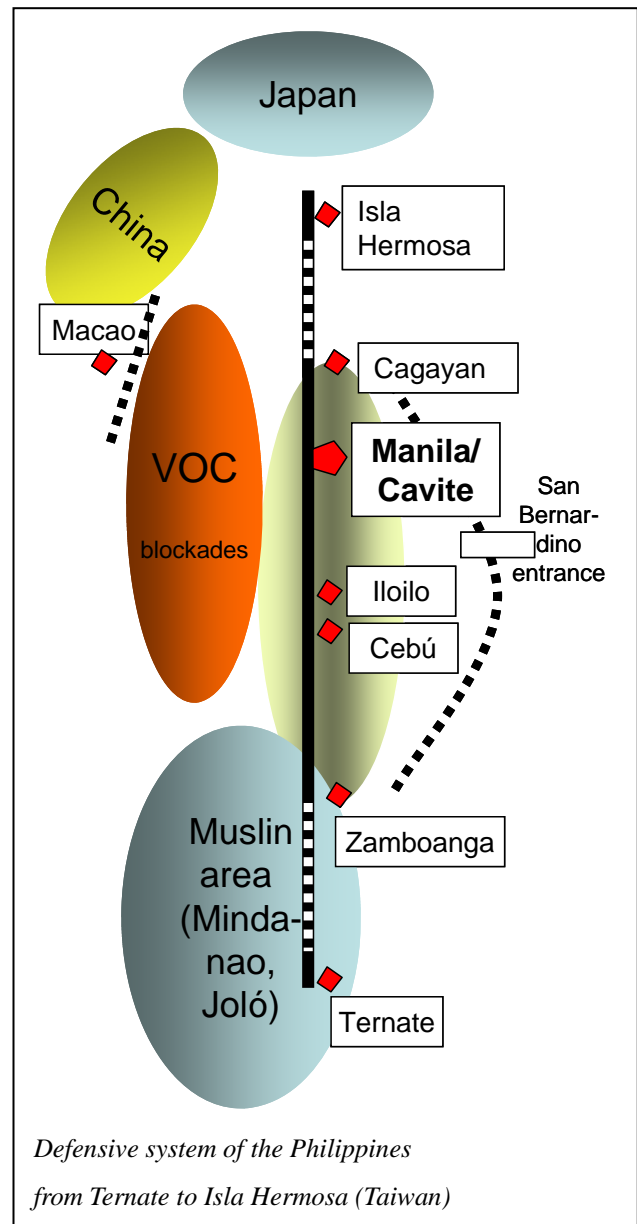 Japan
China
Isla
Hermosa
Macao
Cagayan
VOC
blockades
Manila/
Cavite
San
Bernar-
dino
entrance
Iloilo
Cebú
Zamboanga
Muslin
area
(Minda-
nao,
Joló)
Ternate
Defensive system of the Philippines
from Ternate to Isla Hermosa (Taiwan)